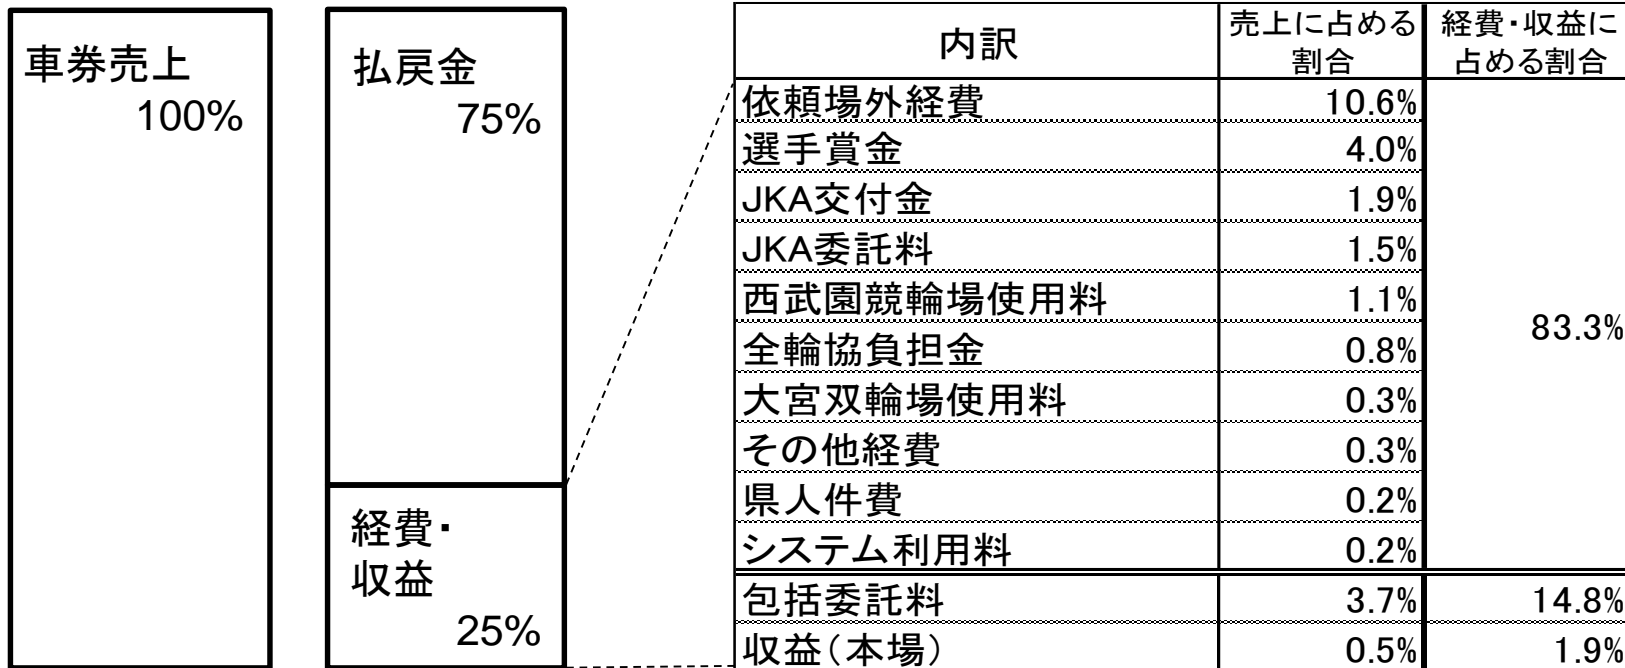 車券売上
100%
払戻金
75%
経費・
収益
25%
内訳 売上に占める割合 経費・収益に占める割合
依頼場外経費 10.6%
選手賞金 4.0%
JKA交付金 1.9%
JKA委託料 1.5%
西武園競輪場使用料 1.1%
83.3%
全輪協負担金 0.8%
大宮双輪場使用料 0.3%
その他経費 0.3%
県人件費 0.2%
システム利用料 0.2%
包括委託料 3.7% 14.8%
収益(本場) 0.5% 1.9%